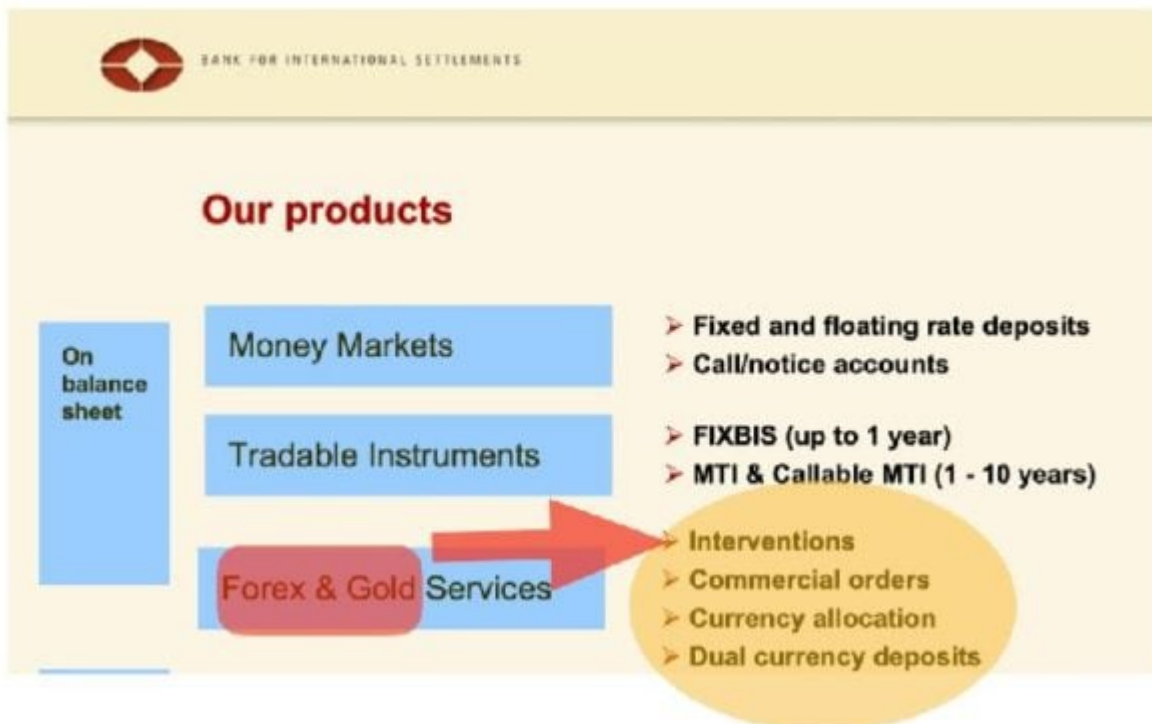 BANK FOR INTERNATIONAL SETTLEMENTS
Our products
On
balance
sheet
Money Markets
➢ Fixed and floating rate deposits
➢ Call/notice accounts
Tradable Instruments
➢ FIXBIS (up to 1 year)
➢ MTI & Callable MTI (1 - 10 years)
Forex & Gold Services
➢ Interventions
➢ Commercial orders
➢ Currency allocation
➢ Dual currency deposits